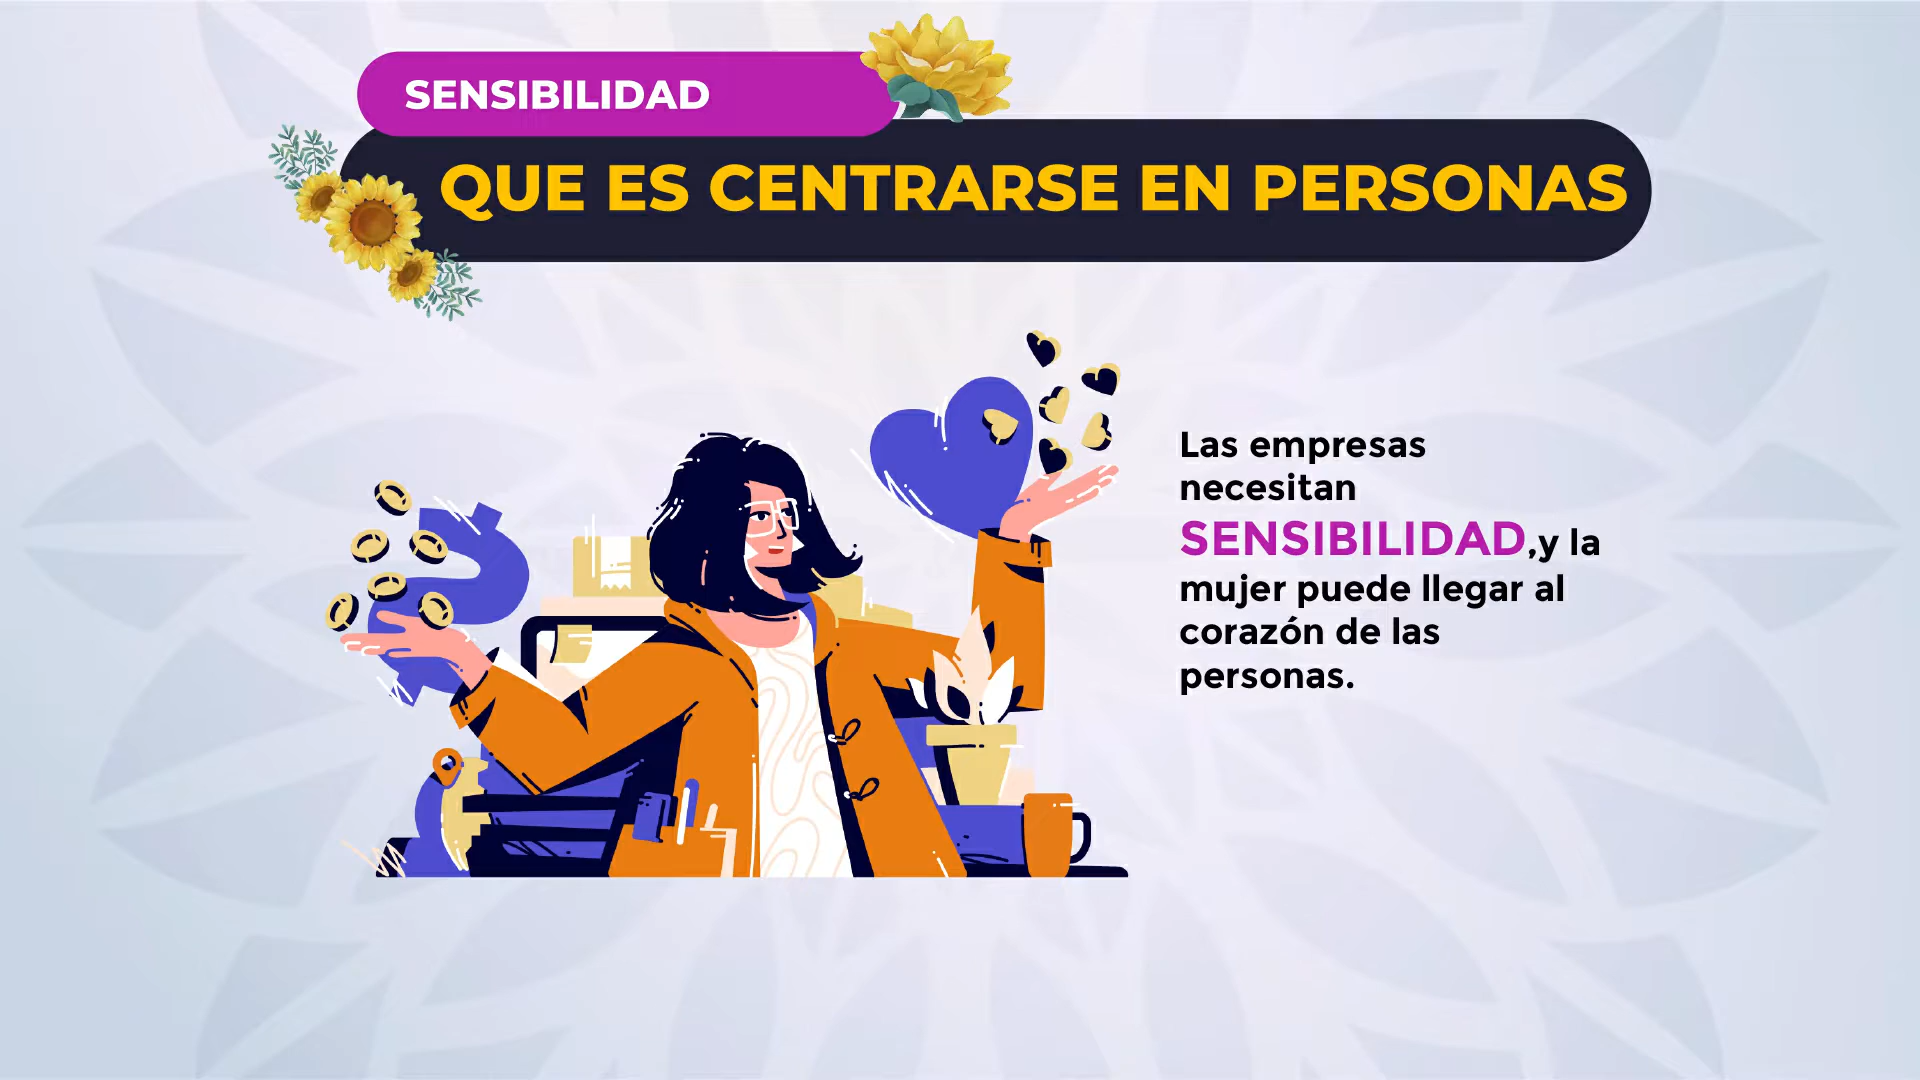 SENSIBILIDAD
QUE ES CENTRARSE EN PERSONAS
Las empresas
necesitan
SENSIBILIDAD,y la
mujer puede llegar al
corazón de las
personas.